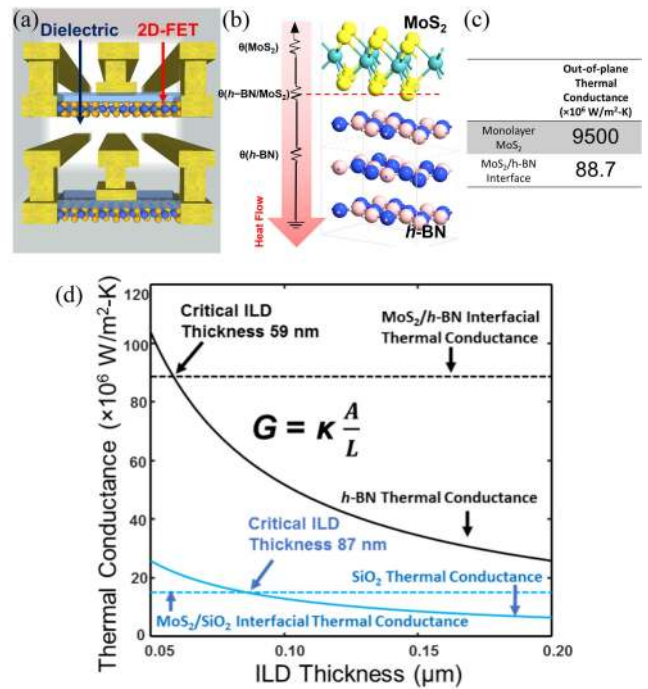 (a)
Dielectric 2D-FET
(b)
MoS₂
θ(MoS₂)
θ(h-BN/MoS₂)
θ(h-BN)
Heat Flow
h-BN
(c)
Out-of-plane
Thermal
Conductance
(×10⁶ W/m²-K)
Monolayer
MoS₂
9500
MoS₂/h-BN
Interface
88.7
(d)
Thermal Conductance (×10⁶ W/m²-K)
120
100
80
60
40
20
0
Critical ILD
Thickness 59 nm
MoS₂/h-BN Interfacial
Thermal Conductance
G = κ A/L
h-BN Thermal Conductance
Critical ILD
Thickness 87 nm
SiO₂ Thermal Conductance
MoS₂/SiO₂ Interfacial Thermal Conductance
0.05 0.10 0.15 0.20
ILD Thickness (μm)